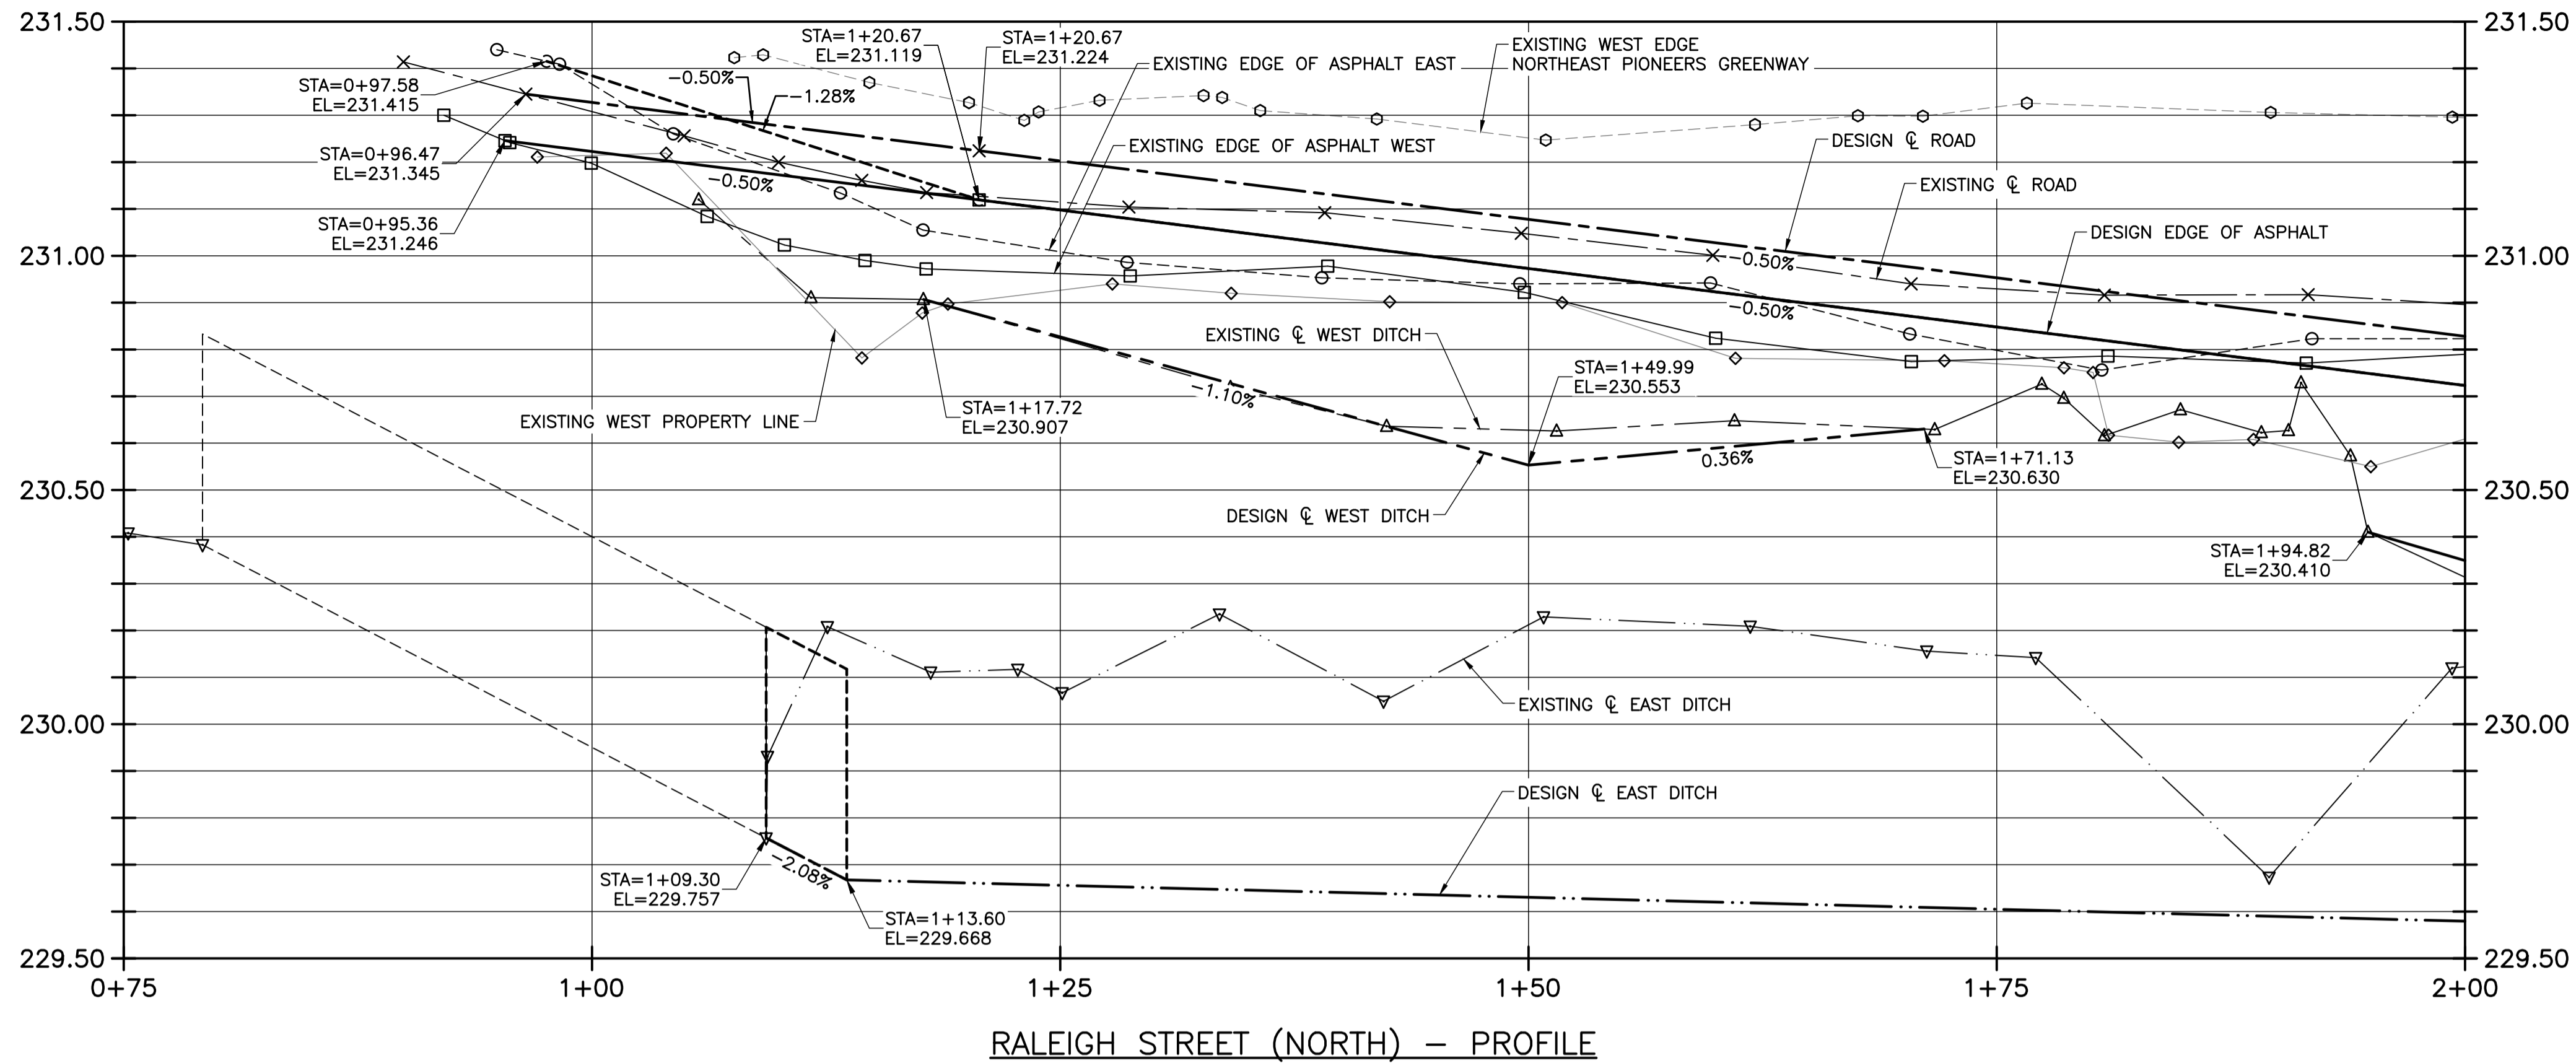 231.50
231.50
STA=1+20.67
EL=231.119
STA=1+20.67
EL=231.224
EXISTING WEST EDGE
NORTHEAST PIONEERS GREENWAY
EXISTING EDGE OF ASPHALT EAST
-0.50%
-1.28%
STA=0+97.58
EL=231.415
EXISTING EDGE OF ASPHALT WEST
DESIGN ℄ ROAD
STA=0+96.47
EL=231.345
-0.50%
EXISTING ℄ ROAD
STA=0+95.36
EL=231.246
DESIGN EDGE OF ASPHALT
231.00
231.00
-0.50%
-0.50%
EXISTING ℄ WEST DITCH
STA=1+49.99
EL=230.553
-1.10%
STA=1+17.72
EL=230.907
EXISTING WEST PROPERTY LINE
0.36%
STA=1+71.13
EL=230.630
230.50
230.50
DESIGN ℄ WEST DITCH
STA=1+94.82
EL=230.410
EXISTING ℄ EAST DITCH
230.00
230.00
DESIGN ℄ EAST DITCH
-2.08%
STA=1+09.30
EL=229.757
STA=1+13.60
EL=229.668
229.50
229.50
0+75
1+00
1+25
1+50
1+75
2+00
RALEIGH STREET (NORTH) - PROFILE